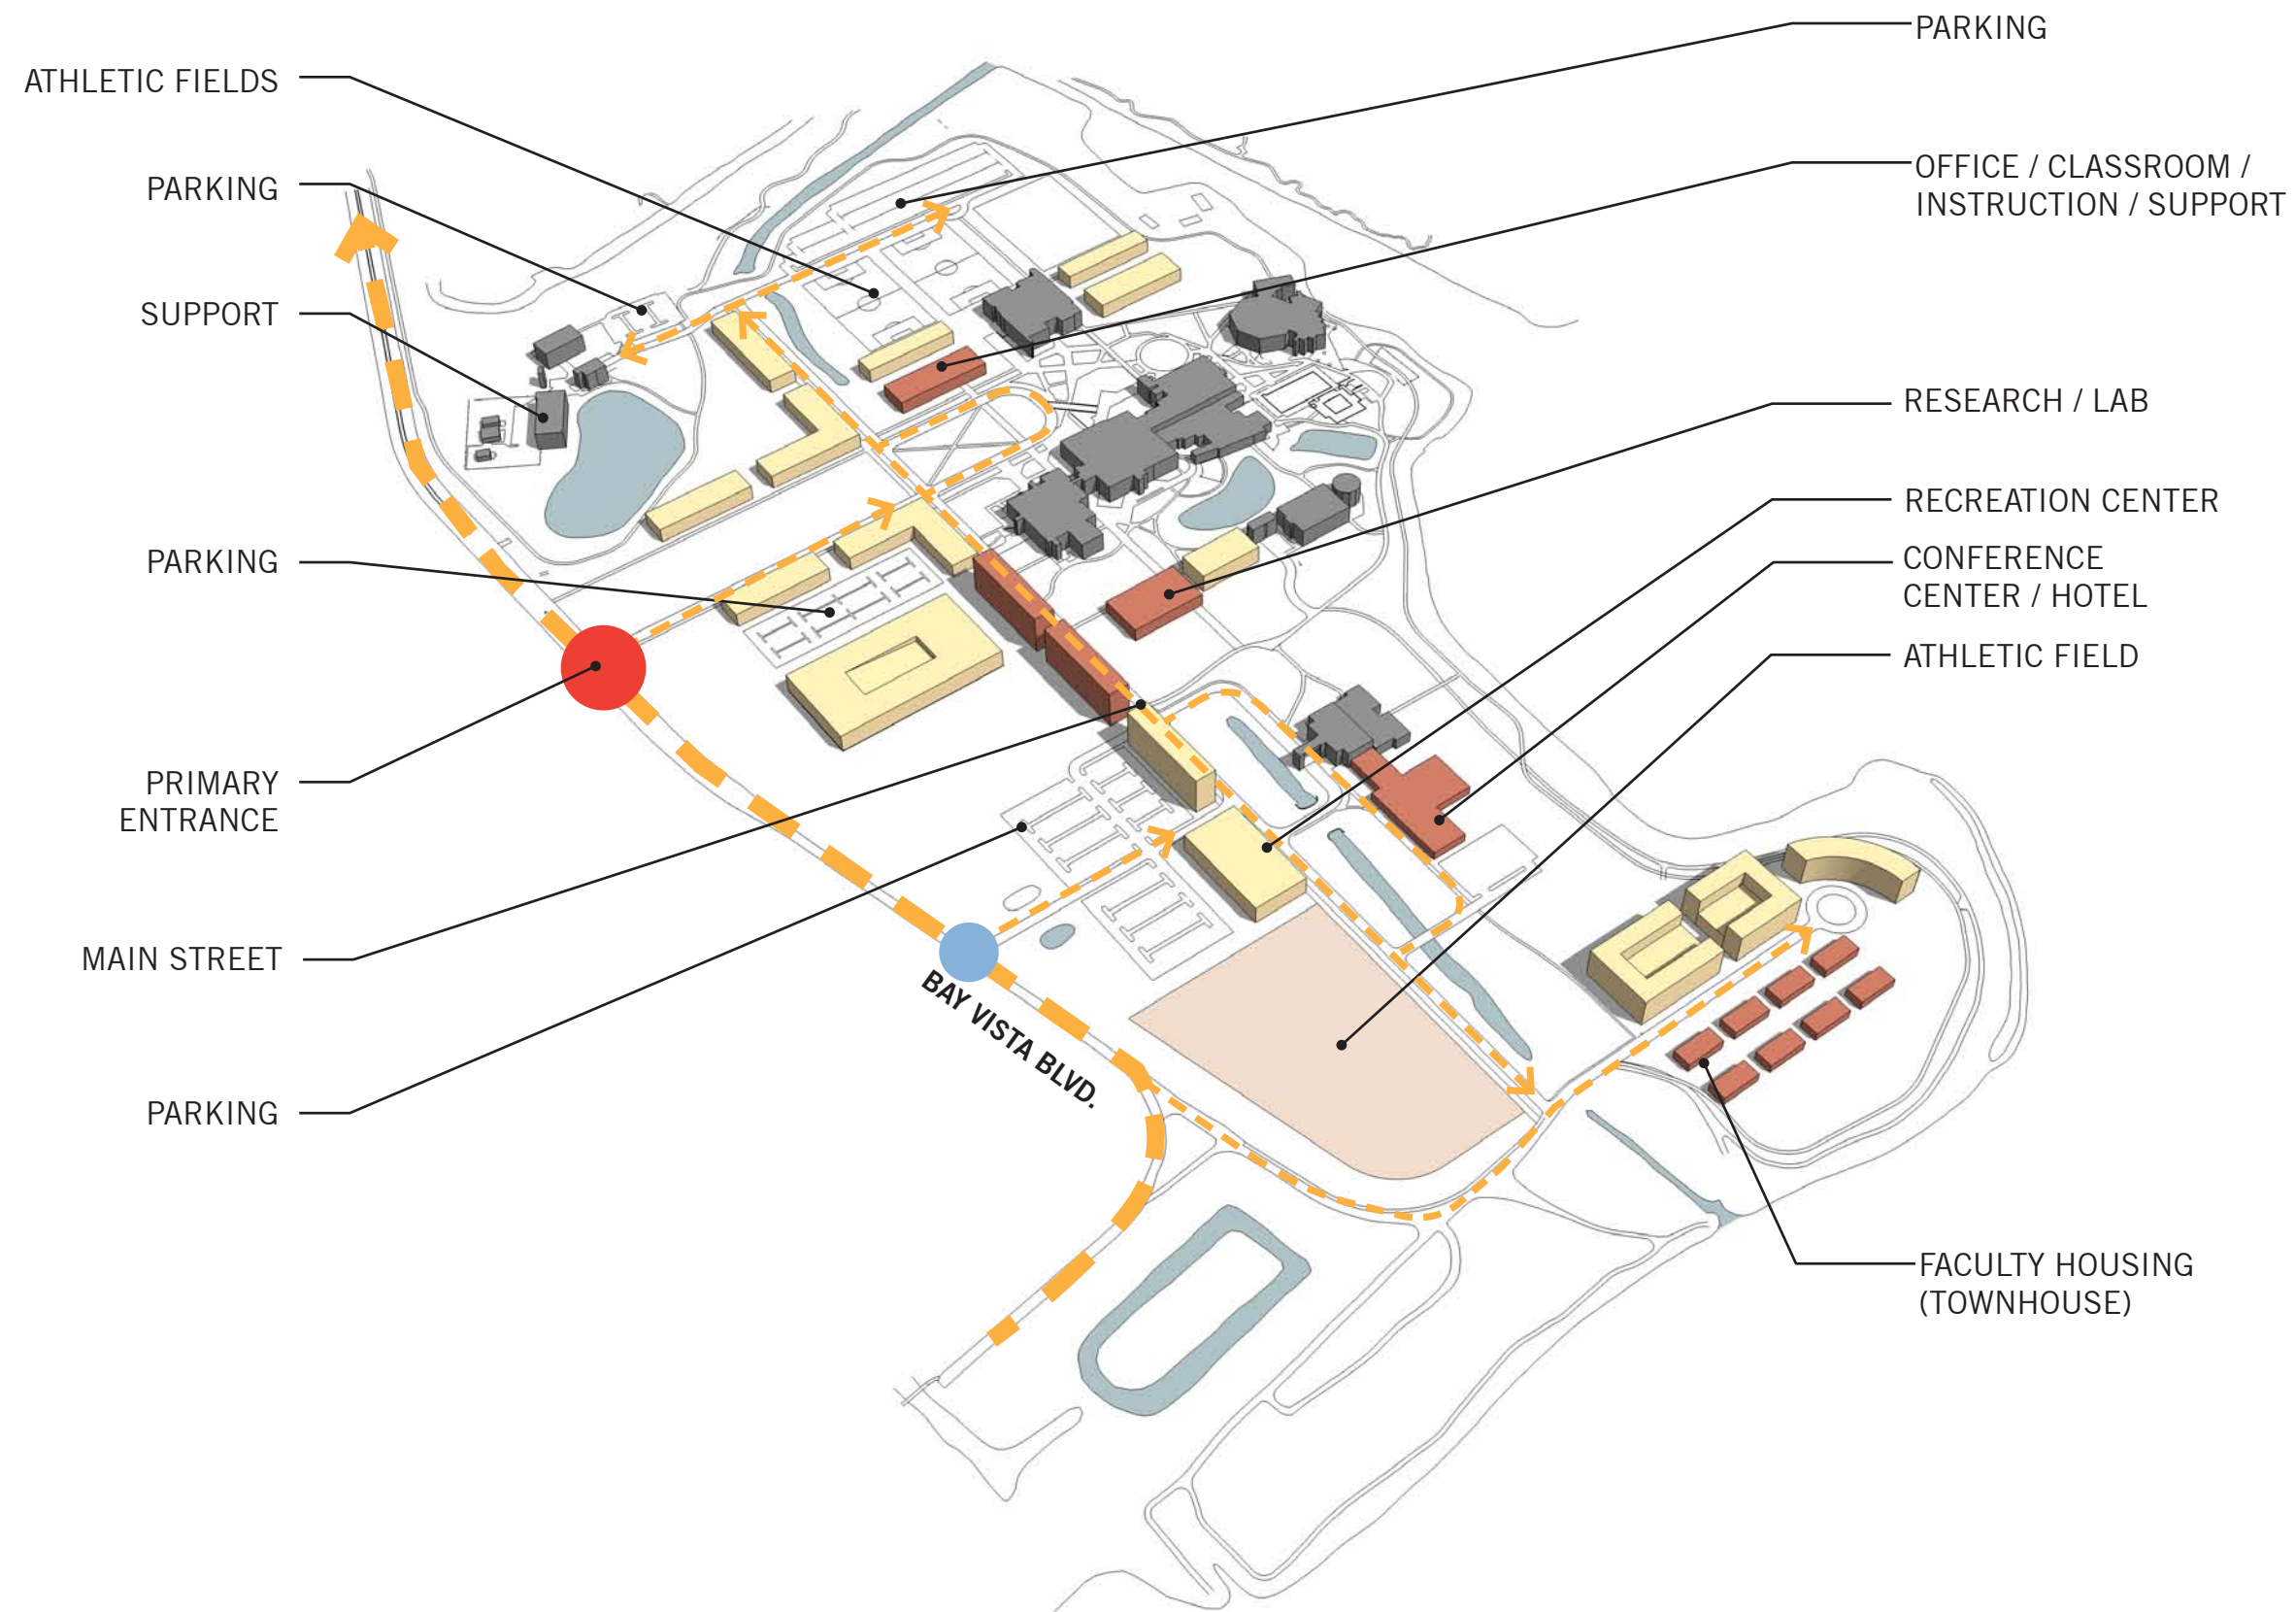 ATHLETIC FIELDS
PARKING
SUPPORT
PARKING
PRIMARY
ENTRANCE
MAIN STREET
PARKING
BAY VISTA BLVD.
PARKING
OFFICE / CLASSROOM /
INSTRUCTION / SUPPORT
RESEARCH / LAB
RECREATION CENTER
CONFERENCE
CENTER / HOTEL
ATHLETIC FIELD
FACULTY HOUSING
(TOWNHOUSE)